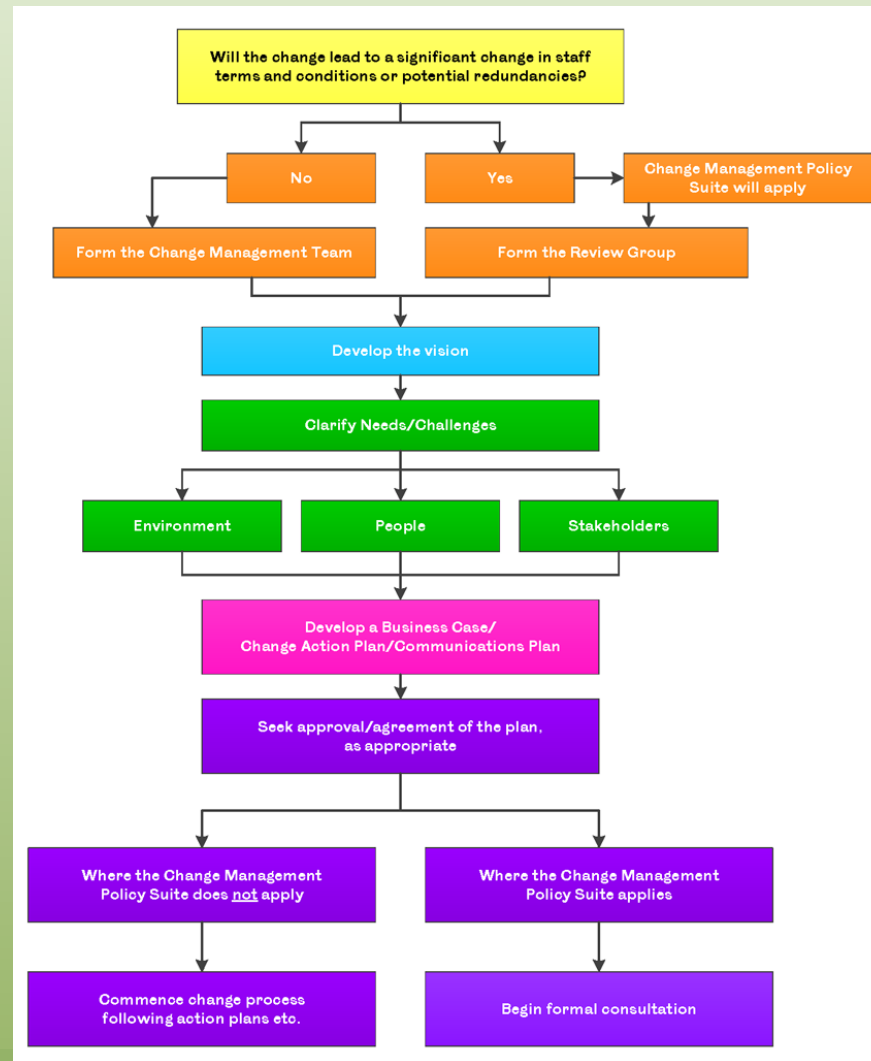 Will the change lead to a significant change in staff
terms and conditions or potential redundancies?
No
Yes
Change Management Policy
Suite will apply
Form the Change Management Team
Form the Review Group
Develop the vision
Clarify Needs/Challenges
Environment
People
Stakeholders
Develop a Business Case/
Change Action Plan/Communications Plan
Seek approval/agreement of the plan,
as appropriate
Where the Change Management
Policy Suite does not apply
Where the Change Management
Policy Suite applies
Commence change process
following action plans etc.
Begin formal consultation